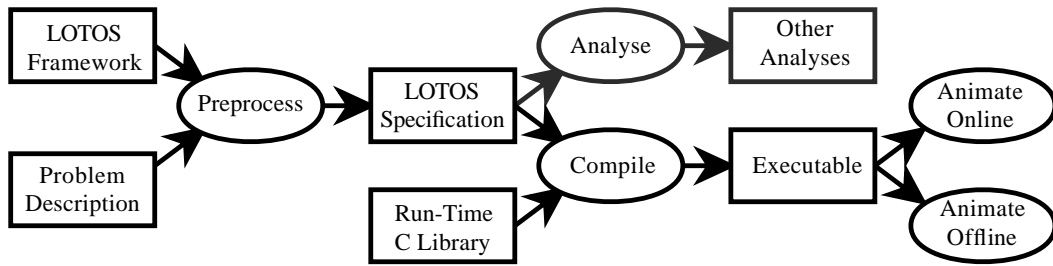 LOTOS
Framework
Problem
Description
Preprocess
LOTOS
Specification
Run-Time
C Library
Analyse
Compile
Other
Analyses
Executable
Animate
Online
Animate
Offline